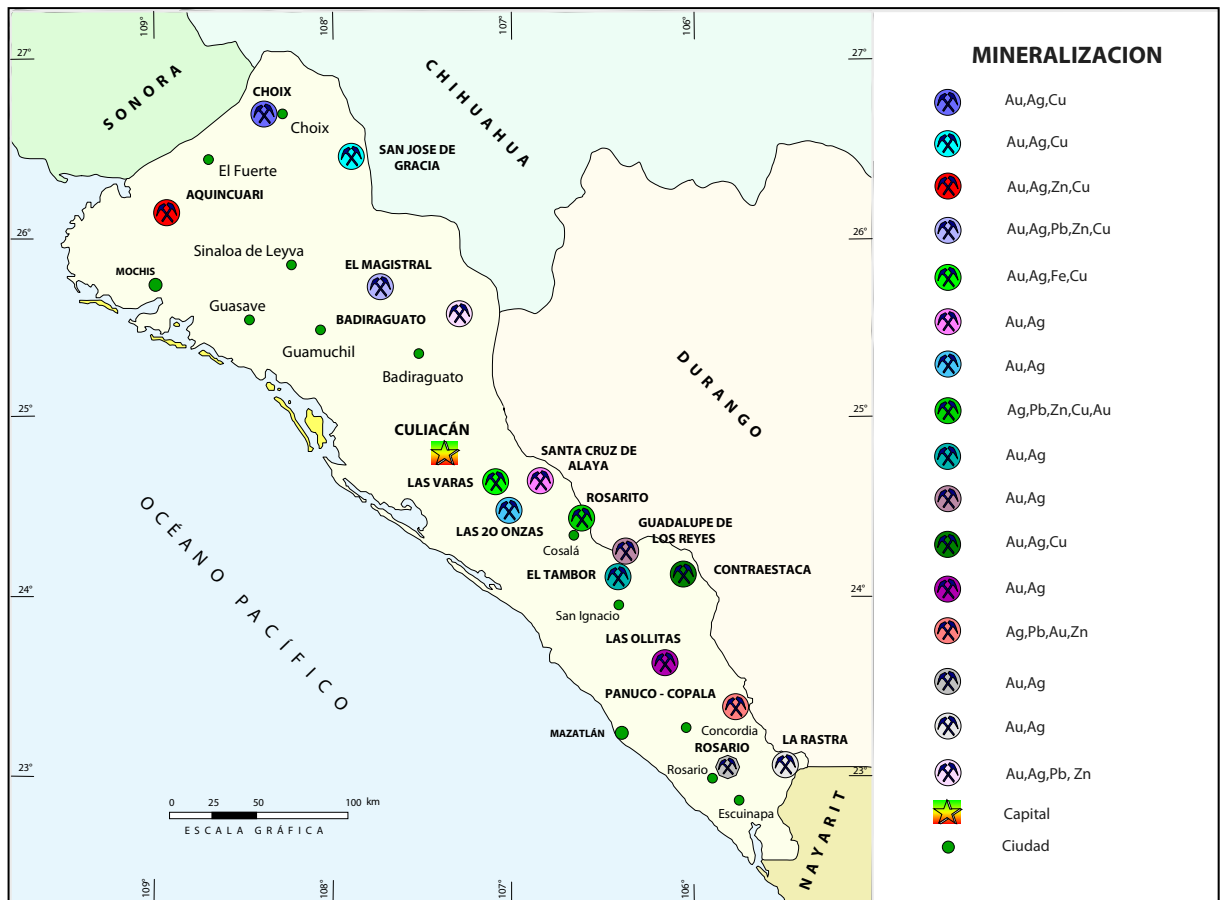 109°
108°
107°
106°
27°
27°
SONORA
CHIHUAHUA
CHOIX
Choix
SAN JOSE DE
GRACIA
El Fuerte
AQUINCUARI
26°
26°
Sinaloa de Leyva
MOCHIS
EL MAGISTRAL
Guasave
BADIRAGUATO
Guamuchil
Badiraguato
DURANGO
25°
25°
CULIACÁN
SANTA CRUZ DE
ALAYA
LAS VARAS
ROSARITO
LAS 2O ONZAS
GUADALUPE DE
LOS REYES
Cosalá
EL TAMBOR
CONTRAESTACA
24°
24°
San Ignacio
OCÉANO PACÍFICO
LAS OLLITAS
PANUCO - COPALA
MAZATLÁN
Concordia
ROSARIO
LA RASTRA
Rosario
23°
23°
Escuinapa
NAYARIT
0 25 50 100 km
ESCALA GRÁFICA
109°
108°
107°
106°
MINERALIZACION
Au,Ag,Cu
Au,Ag,Cu
Au,Ag,Zn,Cu
Au,Ag,Pb,Zn,Cu
Au,Ag,Fe,Cu
Au,Ag
Au,Ag
Ag,Pb,Zn,Cu,Au
Au,Ag
Au,Ag
Au,Ag,Cu
Au,Ag
Ag,Pb,Au,Zn
Au,Ag
Au,Ag
Au,Ag,Pb, Zn
Capital
Ciudad